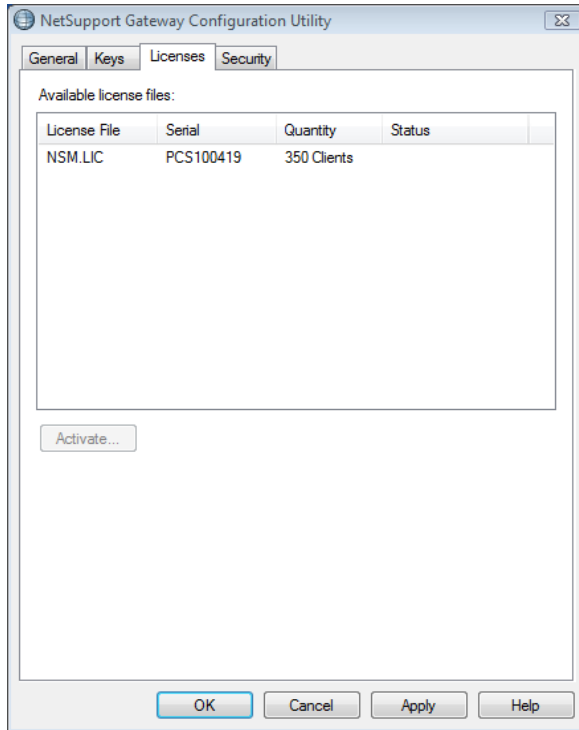 NetSupport Gateway Configuration Utility
General Keys Licenses Security
Available license files:
License File Serial Quantity Status
NSM.LIC PCS100419 350 Clients
Activate...
OK Cancel Apply Help